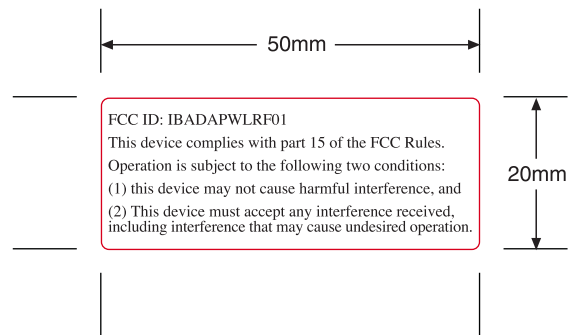 50mm
FCC ID: IBADAPWLRF01
This device complies with part 15 of the FCC Rules.
Operation is subject to the following two conditions:
(1) this device may not cause harmful interference, and
(2) This device must accept any interference received,
including interference that may cause undesired operation.
20mm